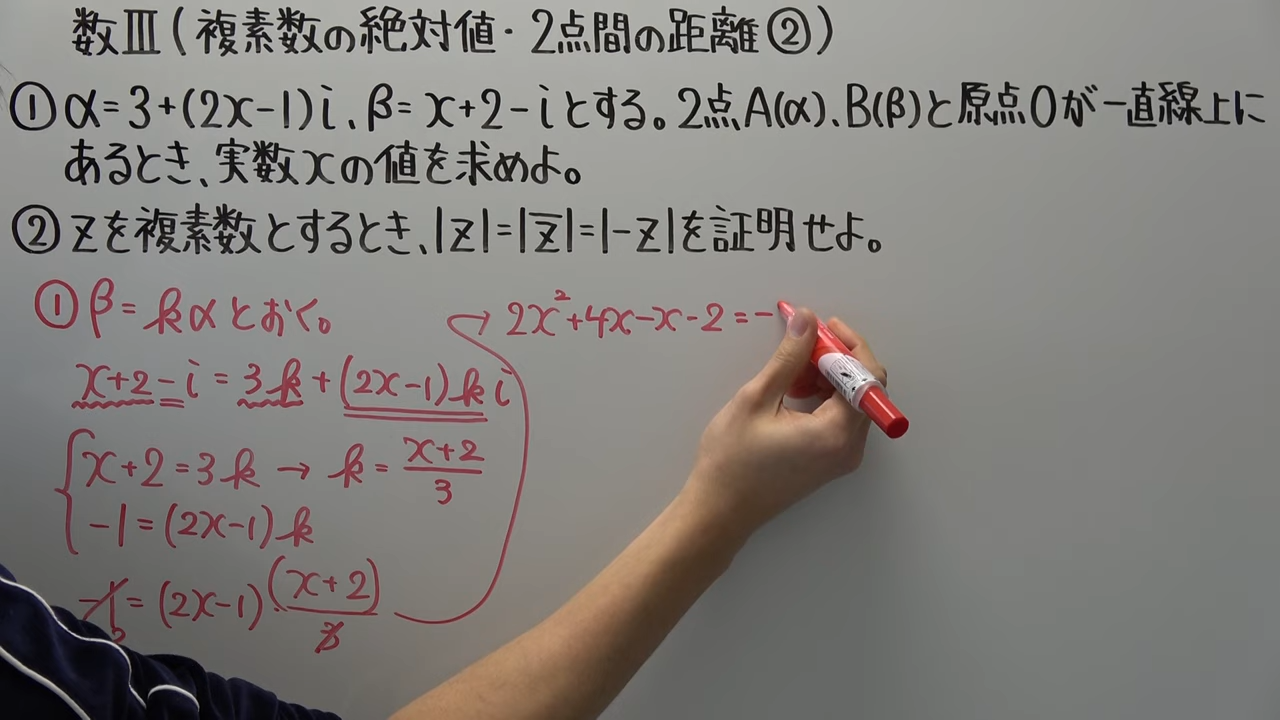 数Ⅲ(複素数の絶対値・2点間の距離②)
①α=3+(2x-1)i、β=x+2-iとする。2点A(α)、B(β)と原点Oが一直線上に
あるとき、実数xの値を求めよ。
②zを複素数とするとき、|z|=|z̅|=|-z|を証明せよ。
①β=kαとおく。
x+2-i=3k+(2x-1)ki
x+2=3k→k=x+2/3
-1=(2x-1)k
-1=(2x-1)(x+2)/3
→2x²+4x-x-2=-